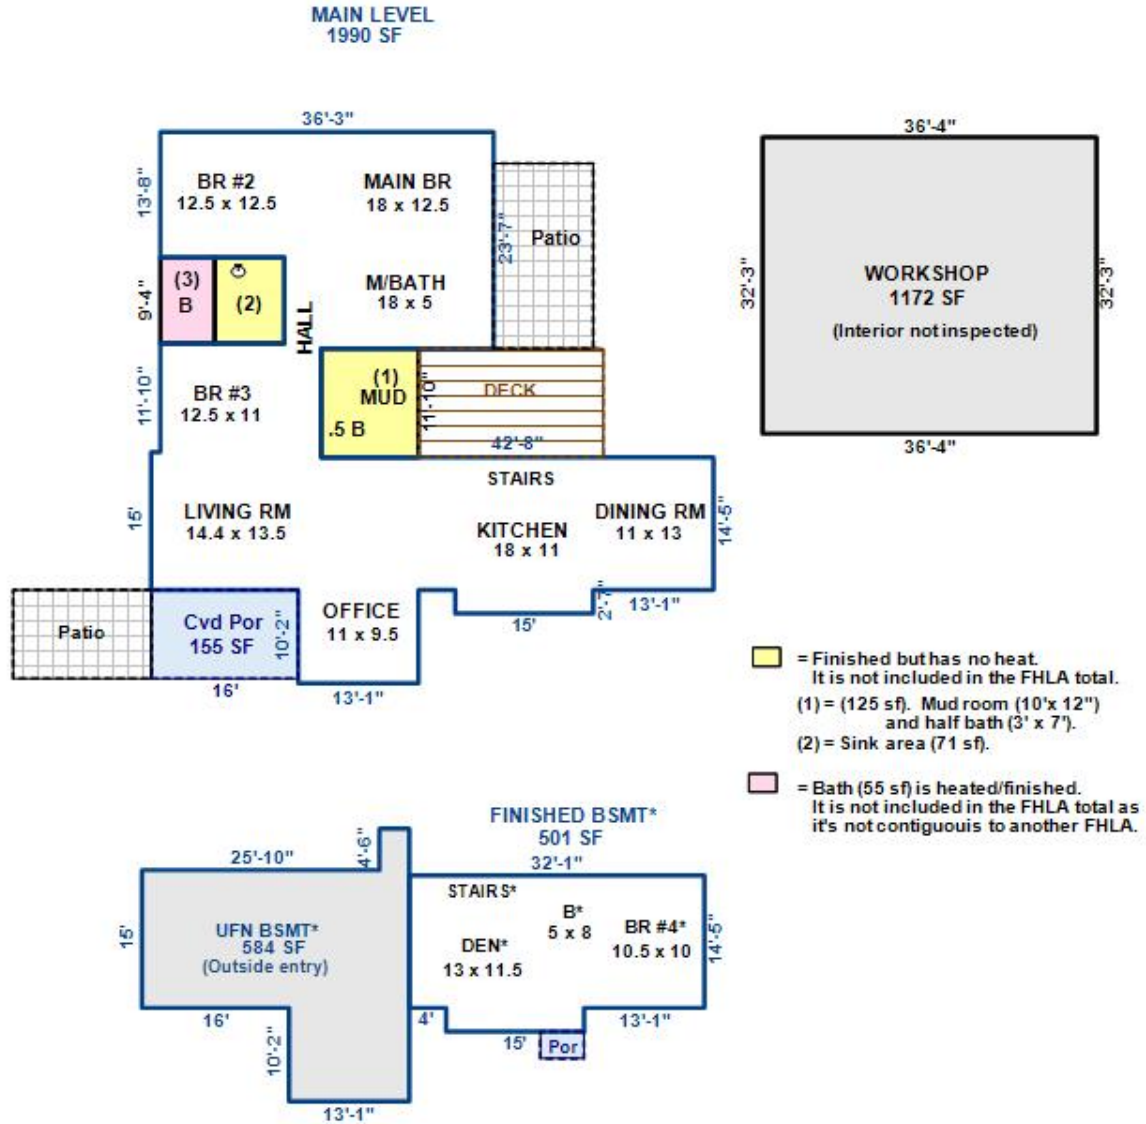 MAIN LEVEL
1990 SF
36'-3"
36'-4"
13'-8"
BR #2
12.5 x 12.5
MAIN BR
18 x 12.5
23'-7"
Patio
(3)
B
(2)
9'-4"
M/BATH
18 x 5
HALL
32'-3"
WORKSHOP
1172 SF
(Interior not inspected)
32'-3"
36'-4"
11'-10"
BR #3
12.5 x 11
(1)
MUD
.5 B
11'-10"
DECK
42'-8"
STAIRS
15'
LIVING RM
14.4 x 13.5
KITCHEN
18 x 11
DINING RM
11 x 13
14'-5"
Patio
Cvd Por
155 SF
10'-2"
16'
OFFICE
11 x 9.5
13'-1"
15'
2'-7"
13'-1"
= Finished but has no heat.
It is not included in the FHLA total.
(1) = (125 sf). Mud room (10'x 12")
and half bath (3' x 7').
(2) = Sink area (71 sf).
= Bath (55 sf) is heated/finished.
It is not included in the FHLA total as
it's not contiguouis to another FHLA.
FINISHED BSMT*
501 SF
32'-1"
25'-10"
4'-6"
15'
UFN BSMT*
584 SF
(Outside entry)
16'
10'-2"
13'-1"
STAIRS*
DEN*
13 x 11.5
B*
5 x 8
BR #4*
10.5 x 10
14'-5"
4'
15'
Por
13'-1"